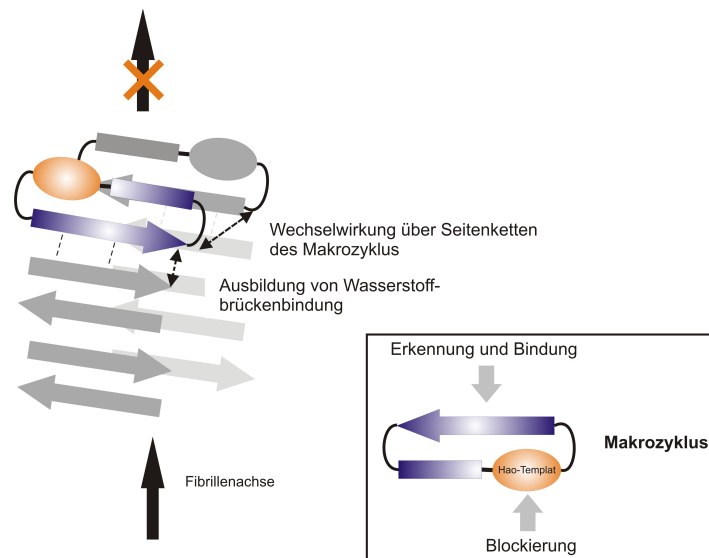 Wechselwirkung über Seitenketten
des Makrozyklus
Ausbildung von Wasserstoff-
brückenbindung
Fibrillenachse
Erkennung und Bindung
Makrozyklus
Hao-Templat
Blockierung